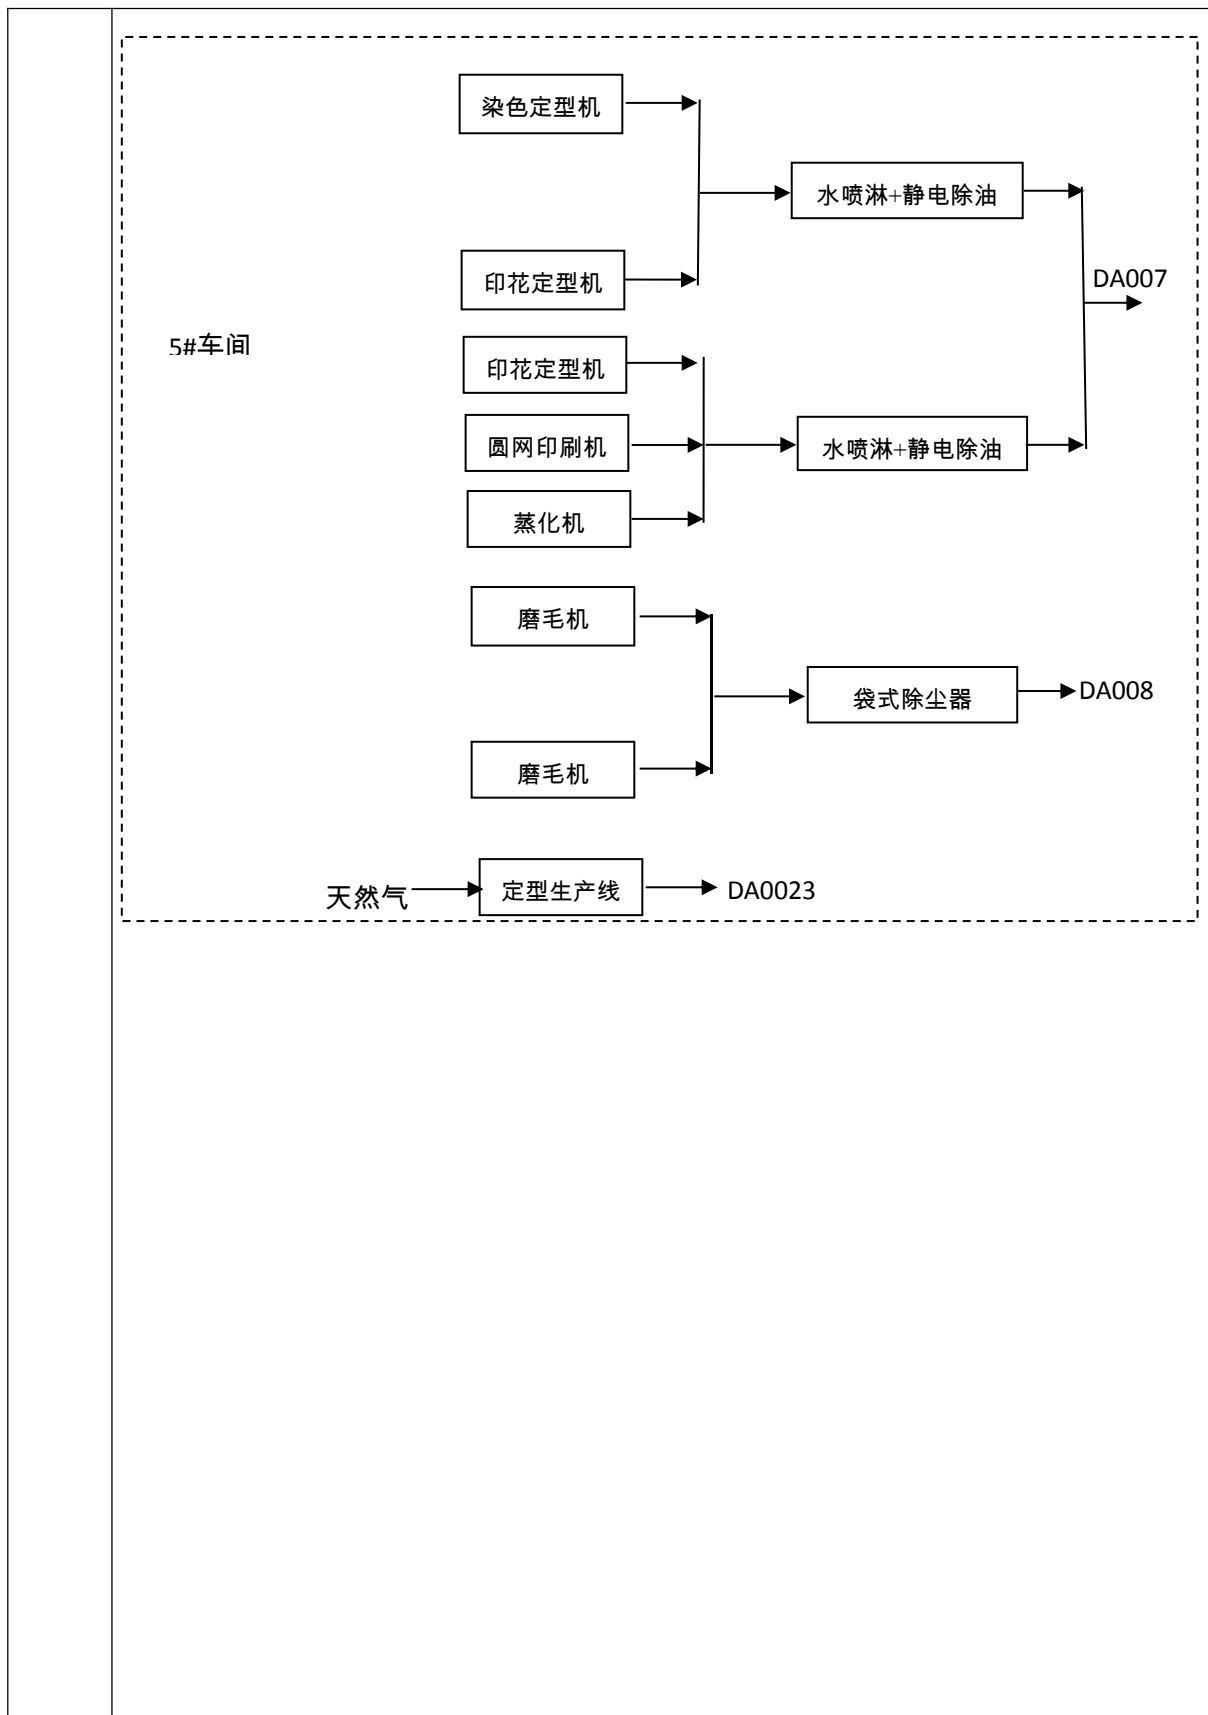 染色定型机
水喷淋+静电除油
印花定型机
DA007
5#车间
印花定型机
圆网印刷机
水喷淋+静电除油
蒸化机
磨毛机
袋式除尘器
DA008
磨毛机
天然气
定型生产线
DA0023